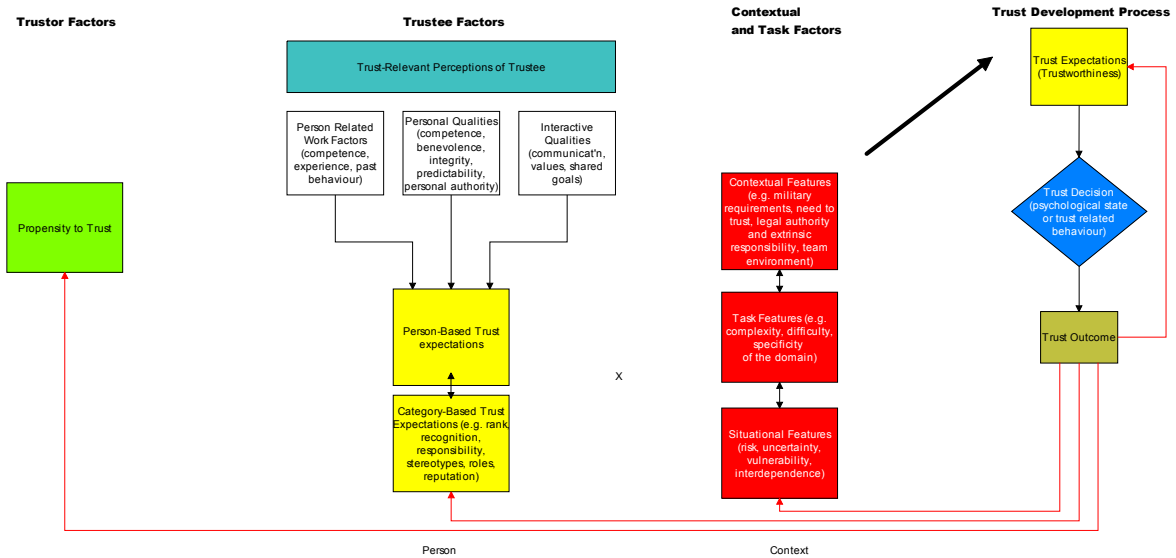 Trustor Factors
Trustee Factors
Contextual
and Task Factors
Trust Development Process
Trust-Relevant Perceptions of Trustee
Person Related
Work Factors
(competence,
experience, past
behaviour)
Personal Qualities
(competence,
benevolence,
integrity,
predictability,
personal authority)
Interactive
Qualities
(communicat'n,
values, shared
goals)
Propensity to Trust
Person-Based Trust
expectations
Category-Based Trust
Expectations (e.g. rank,
recognition,
responsibility,
stereotypes, roles,
reputation)
X
Contextual Features
(e.g. military
requirements, need to
trust, legal authority
and extrinsic
responsibility, team
environment)
Task Features (e.g.
complexity, difficulty,
specificity
of the domain)
Situational Features
(risk, uncertainty,
vulnerability,
interdependence)
Trust Expectations
(Trustworthiness)
Trust Decision
(psychological state
or trust related
behaviour)
Trust Outcome
Person
Context